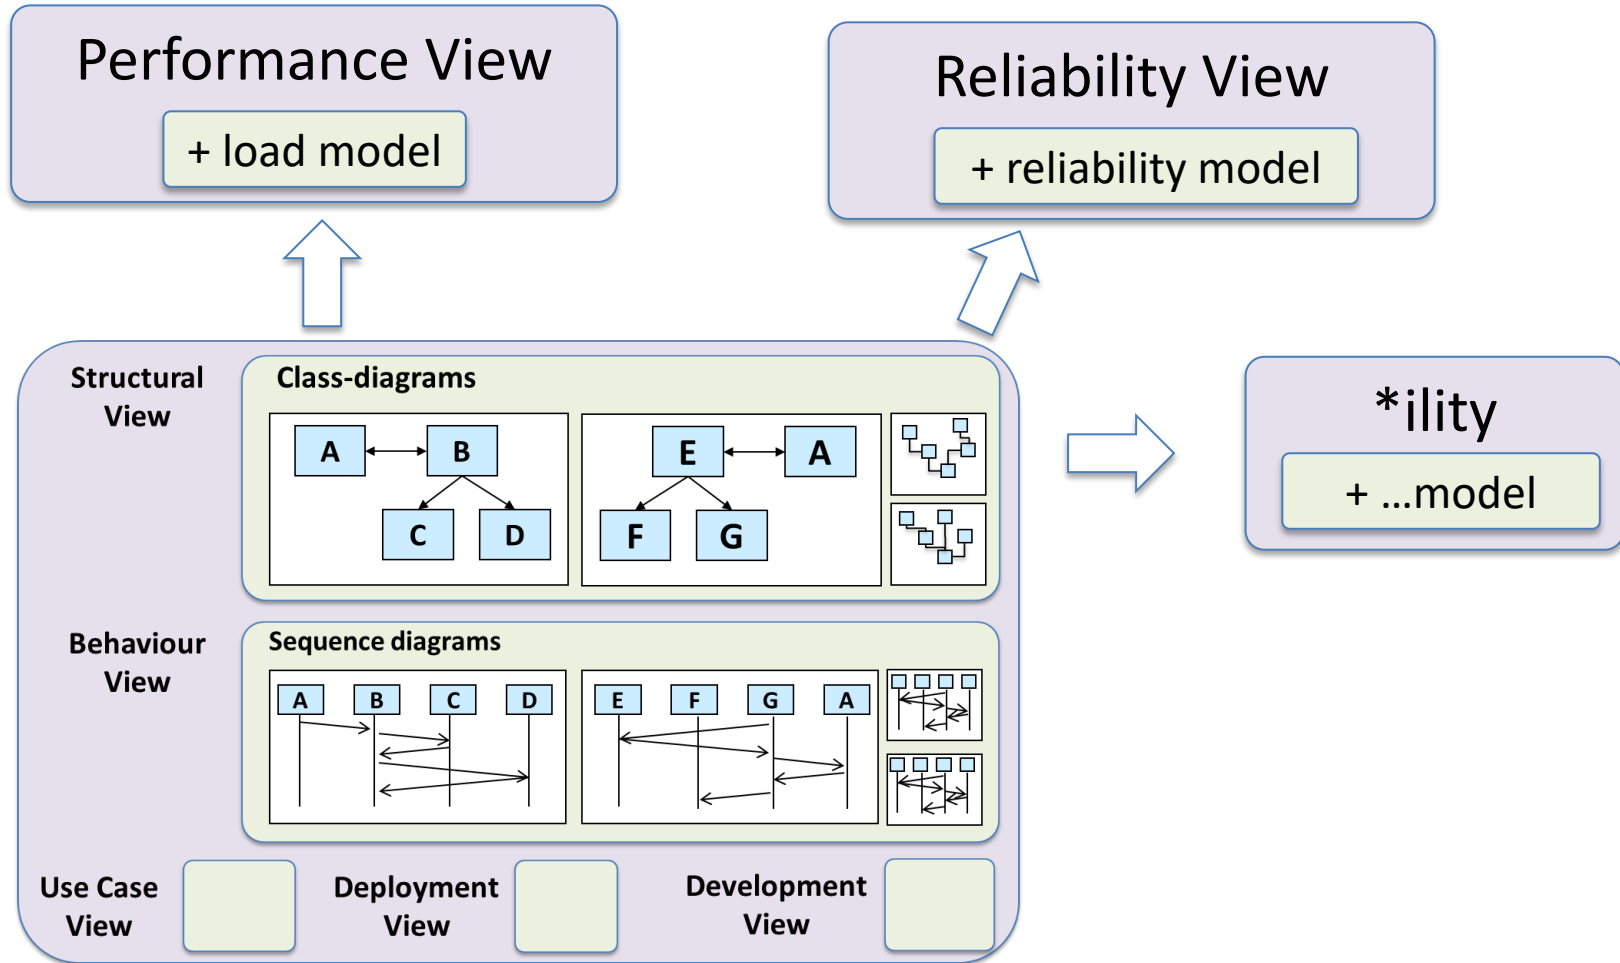 Performance View
+ load model
Reliability View
+ reliability model
*ility
+ ...model
Structural
View
Class-diagrams
A
B
C
D
E
A
F
G
Behaviour
View
Sequence diagrams
A
B
C
D
E
F
G
A
Use Case
View
Deployment
View
Development
View